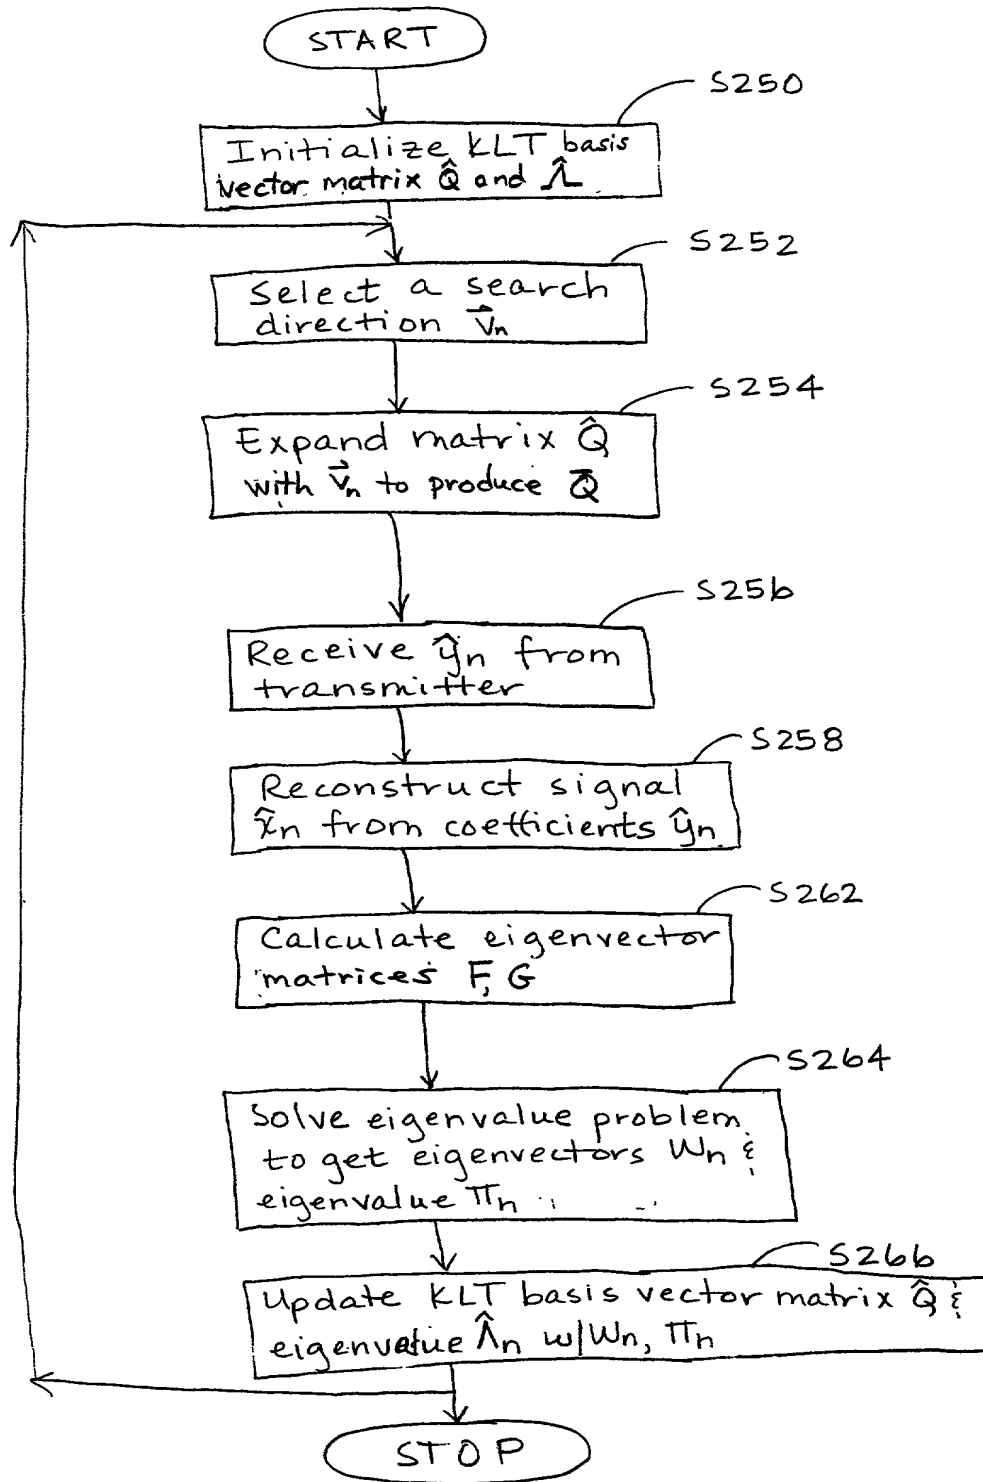 START
S250
Initialize KLT basis
vector matrix Q̂ and Λ̂
S252
Select a search
direction v⃗n
S254
Expand matrix Q̂
with v⃗n to produce Q̄
S256
Receive ŷn from
transmitter
S258
Reconstruct signal
x̂n from coefficients ŷn
S262
Calculate eigenvector
matrices F, G
S264
Solve eigenvalue problem
to get eigenvectors Wn &
eigenvalue Πn
S266
Update KLT basis vector matrix Q̂ &
eigenvalue Λ̂n w/Wn, Πn
STOP